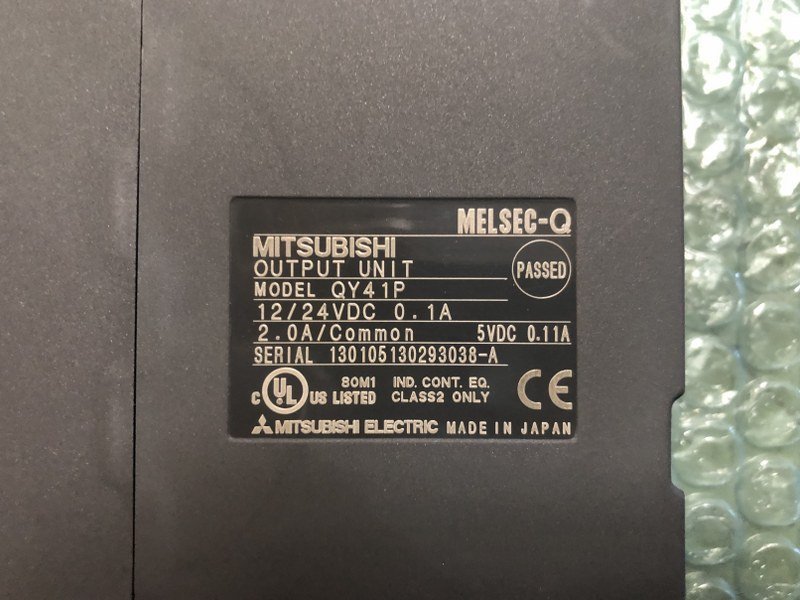 MELSEC-Q
MITSUBISHI
OUTPUT UNIT
PASSED
MODEL QY41P
12/24VDC 0.1A
2.0A/Common 5VDC 0.11A
SERIAL 130105130293038-A
C UL US LISTED 80M1 IND. CONT. EQ. CLASS2 ONLY CE
MITSUBISHI ELECTRIC MADE IN JAPAN